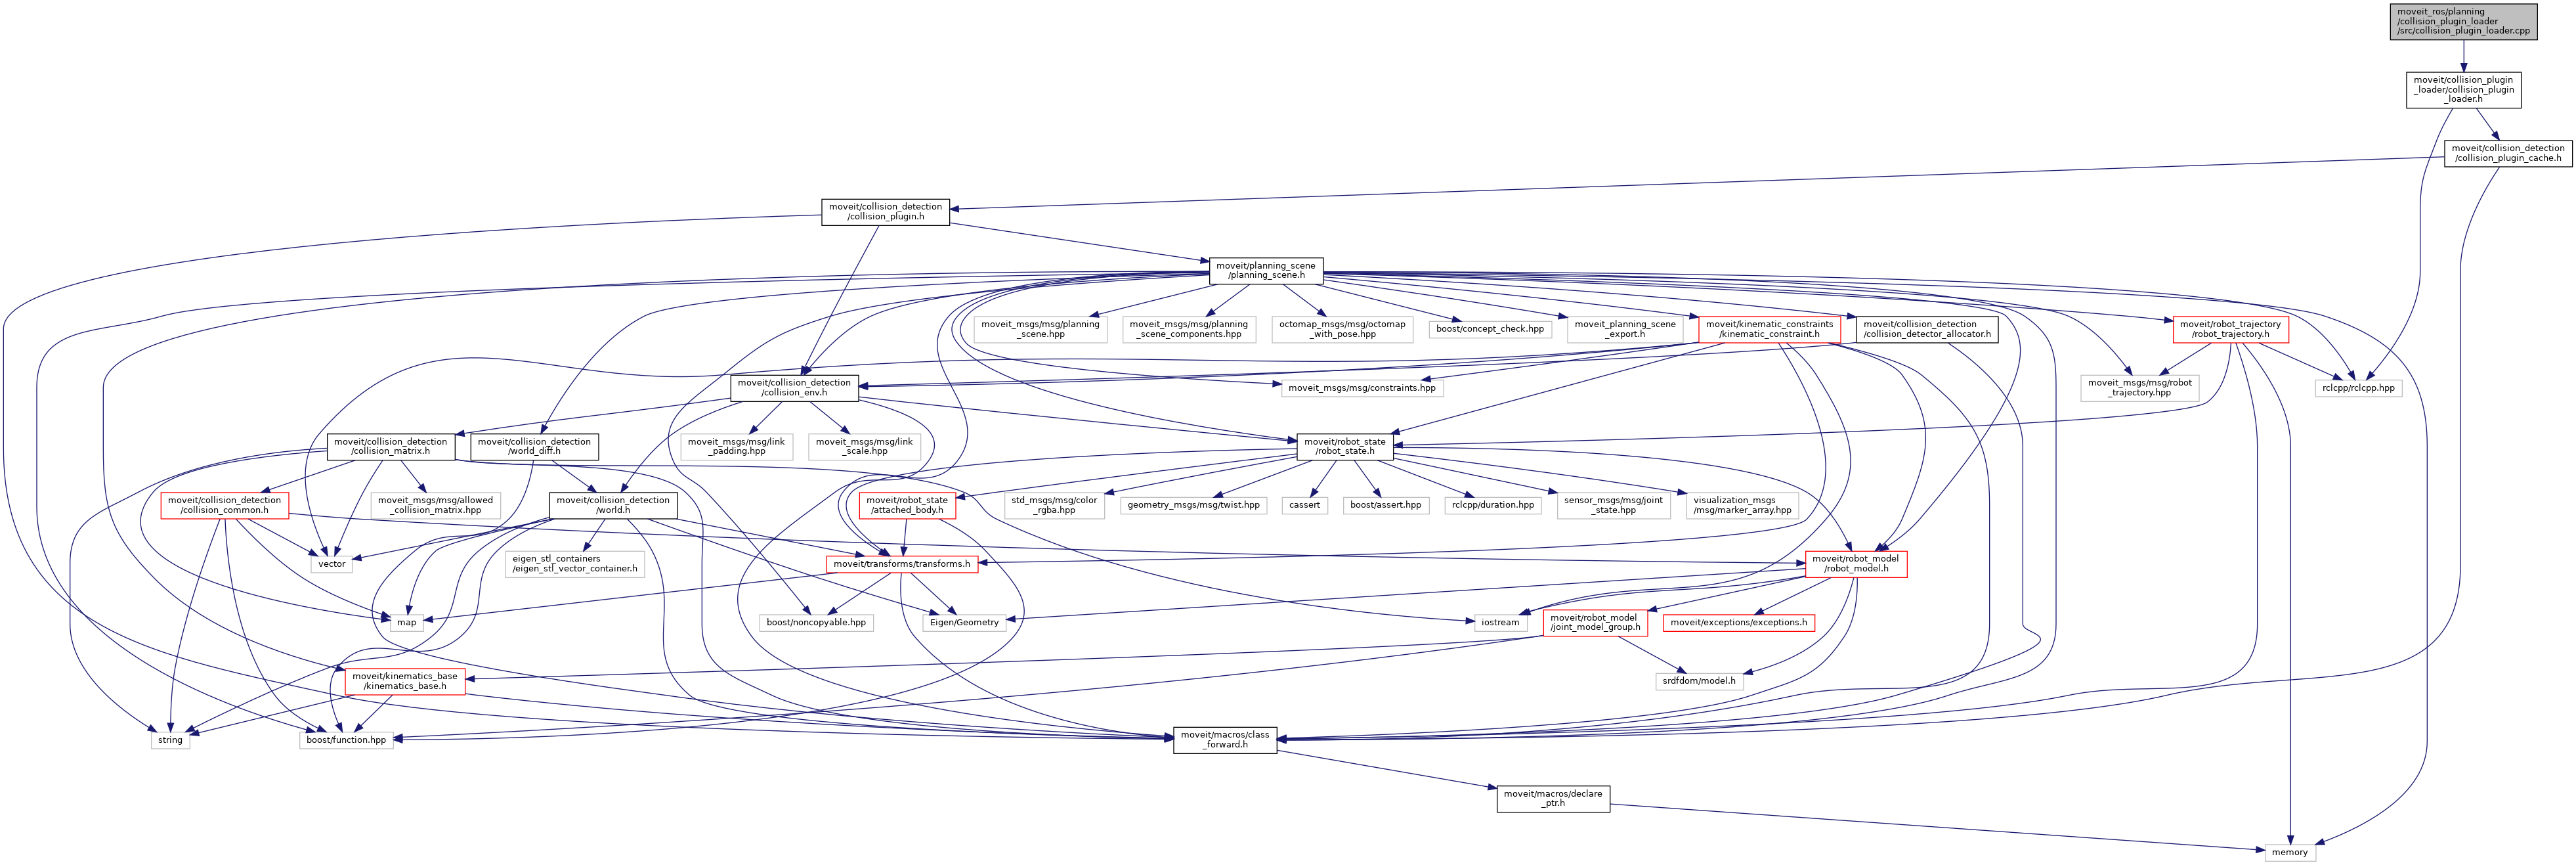 moveit_ros/planning
/collision_plugin_loader
/src/collision_plugin_loader.cpp
moveit/collision_plugin
_loader/collision_plugin
_loader.h
moveit/collision_detection
/collision_plugin_cache.h
moveit/collision_detection
/collision_plugin.h
moveit/planning_scene
/planning_scene.h
moveit_msgs/msg/planning
_scene.hpp
moveit_msgs/msg/planning
_scene_components.hpp
octomap_msgs/msg/octomap
_with_pose.hpp
boost/concept_check.hpp
moveit_planning_scene
_export.h
moveit/kinematic_constraints
/kinematic_constraint.h
moveit/collision_detection
/collision_detector_allocator.h
moveit/robot_trajectory
/robot_trajectory.h
moveit/collision_detection
/collision_env.h
moveit_msgs/msg/constraints.hpp
moveit_msgs/msg/robot
_trajectory.hpp
rclcpp/rclcpp.hpp
moveit/collision_detection
/collision_matrix.h
moveit/collision_detection
/world_diff.h
moveit_msgs/msg/link
_padding.hpp
moveit_msgs/msg/link
_scale.hpp
moveit/robot_state
/robot_state.h
moveit/collision_detection
/collision_common.h
moveit_msgs/msg/allowed
_collision_matrix.hpp
moveit/collision_detection
/world.h
moveit/robot_state
/attached_body.h
std_msgs/msg/color
_rgba.hpp
geometry_msgs/msg/twist.hpp
cassert
boost/assert.hpp
rclcpp/duration.hpp
sensor_msgs/msg/joint
_state.hpp
visualization_msgs
/msg/marker_array.hpp
vector
eigen_stl_containers
/eigen_stl_vector_container.h
moveit/transforms/transforms.h
moveit/robot_model
/robot_model.h
map
boost/noncopyable.hpp
Eigen/Geometry
iostream
moveit/robot_model
/joint_model_group.h
moveit/exceptions/exceptions.h
moveit/kinematics_base
/kinematics_base.h
srdfdom/model.h
string
boost/function.hpp
moveit/macros/class
_forward.h
moveit/macros/declare
_ptr.h
memory